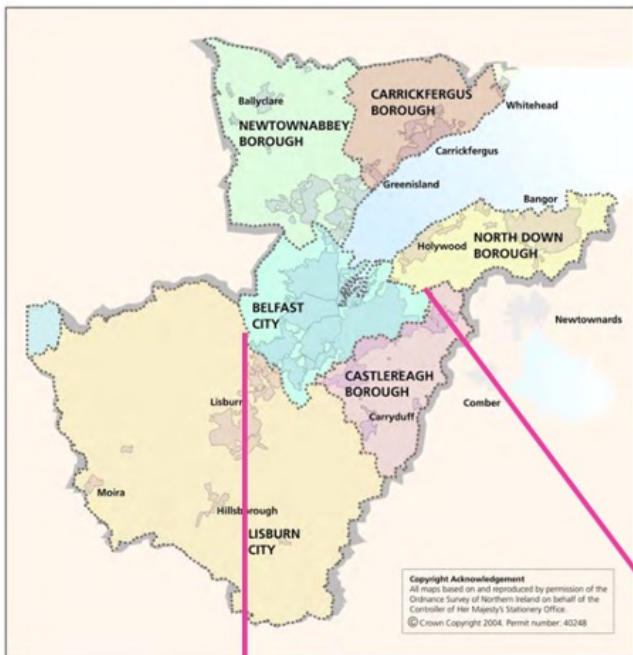 CARRICKFERGUS
BOROUGH
Ballyclare
Whitehead
NEWTOWNABBEY
BOROUGH
Carrickfergus
Greenisland
Bangor
NORTH DOWN
BOROUGH
Holywood
BELFAST
CITY
Newtownards
CASTLEREAGH
BOROUGH
Lisburn
Comber
Carryduff
Moira
Hillsborough
LISBURN
CITY
Copyright Acknowledgement
All maps based on and reproduced by permission of the
Ordnance Survey of Northern Ireland on behalf of the
Controller of Her Majesty's Stationery Office.
© Crown Copyright 2004. Permit number: 40248